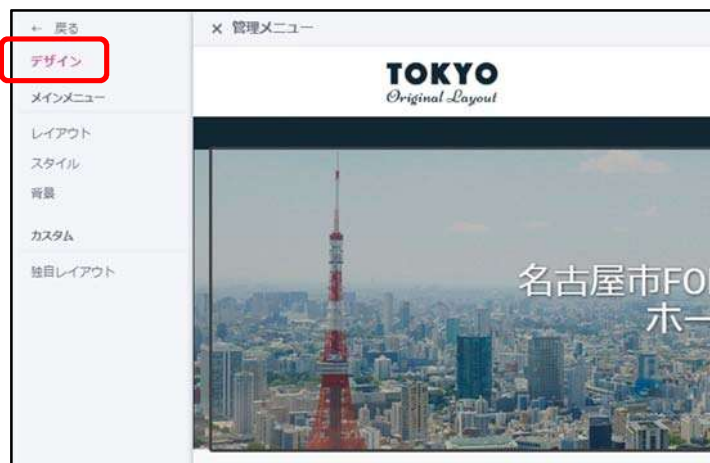 ← 戻る
デザイン
メインメニュー
レイアウト
スタイル
背景
カスタム
独自レイアウト
× 管理メニュー
TOKYO
Original Layout
名古屋市FO
ホー